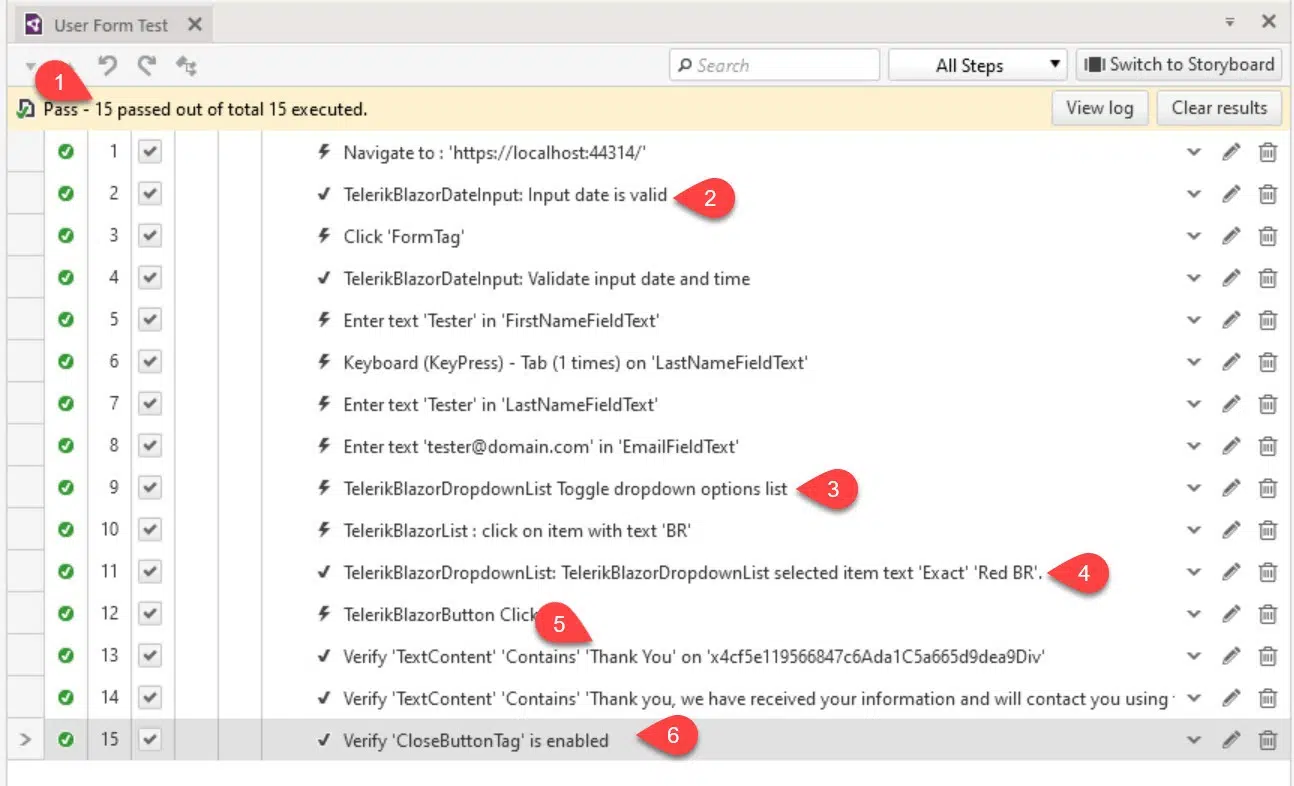 User Form Test
Search
All Steps
Switch to Storyboard
1
Pass - 15 passed out of total 15 executed.
View log
Clear results
1 Navigate to : 'https://localhost:44314/'
2 TelerikBlazorDateInput: Input date is valid 2
3 Click 'FormTag'
4 TelerikBlazorDateInput: Validate input date and time
5 Enter text 'Tester' in 'FirstNameFieldText'
6 Keyboard (KeyPress) - Tab (1 times) on 'LastNameFieldText'
7 Enter text 'Tester' in 'LastNameFieldText'
8 Enter text 'tester@domain.com' in 'EmailFieldText'
9 TelerikBlazorDropdownList Toggle dropdown options list 3
10 TelerikBlazorList : click on item with text 'BR'
11 TelerikBlazorDropdownList: TelerikBlazorDropdownList selected item text 'Exact' 'Red BR'. 4
12 TelerikBlazorButton Click 5
13 Verify 'TextContent' 'Contains' 'Thank You' on 'x4cf5e119566847c6Ada1C5a665d9dea9Div'
14 Verify 'TextContent' 'Contains' 'Thank you, we have received your information and will contact you using
15 Verify 'CloseButtonTag' is enabled 6